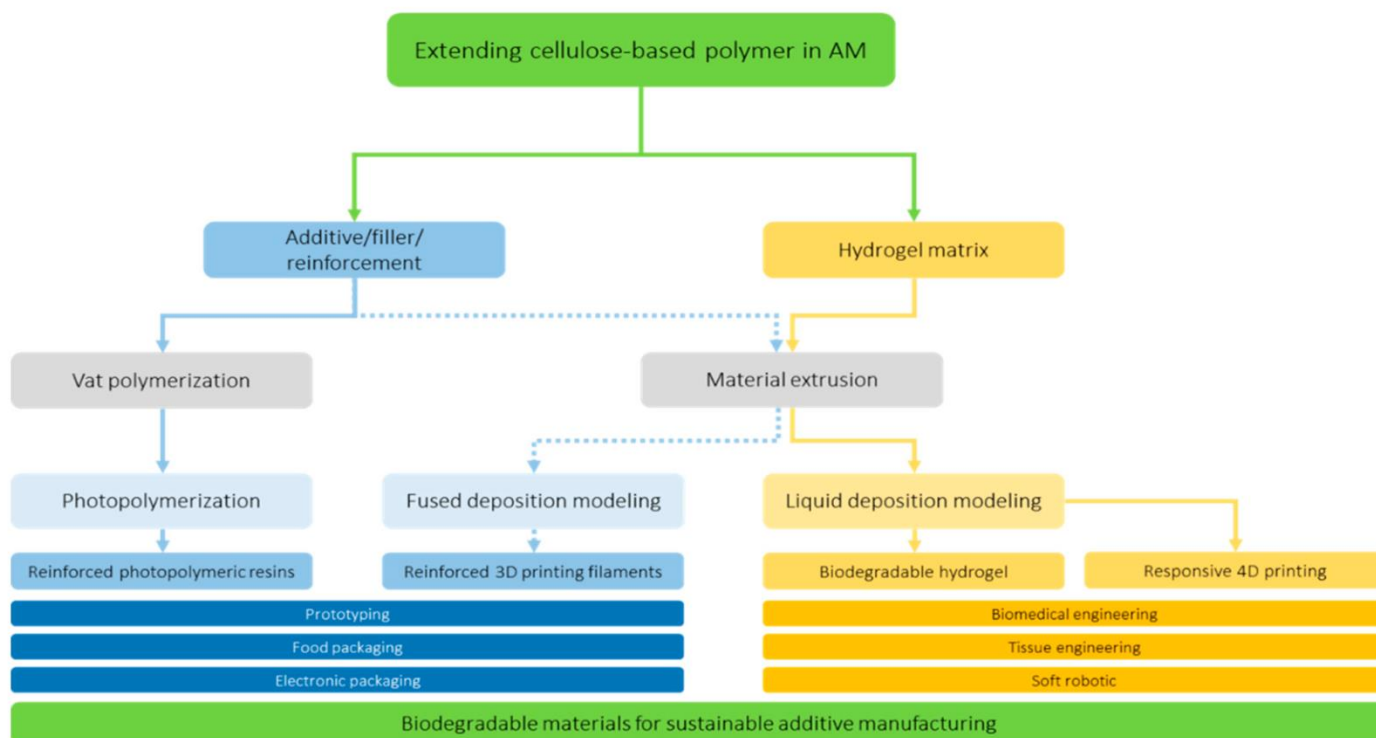 Extending cellulose-based polymer in AM
Additive/filler/
reinforcement
Hydrogel matrix
Vat polymerization
Material extrusion
Photopolymerization
Fused deposition modeling
Liquid deposition modeling
Reinforced photopolymeric resins
Reinforced 3D printing filaments
Biodegradable hydrogel
Responsive 4D printing
Prototyping
Biomedical engineering
Food packaging
Tissue engineering
Electronic packaging
Soft robotic
Biodegradable materials for sustainable additive manufacturing